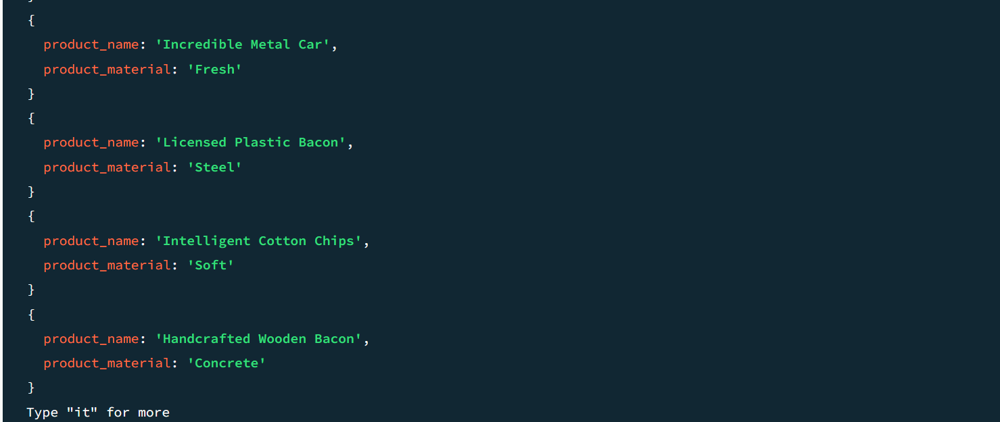 }
{
  product_name: 'Incredible Metal Car',
  product_material: 'Fresh'
}
{
  product_name: 'Licensed Plastic Bacon',
  product_material: 'Steel'
}
{
  product_name: 'Intelligent Cotton Chips',
  product_material: 'Soft'
}
{
  product_name: 'Handcrafted Wooden Bacon',
  product_material: 'Concrete'
}
Type "it" for more